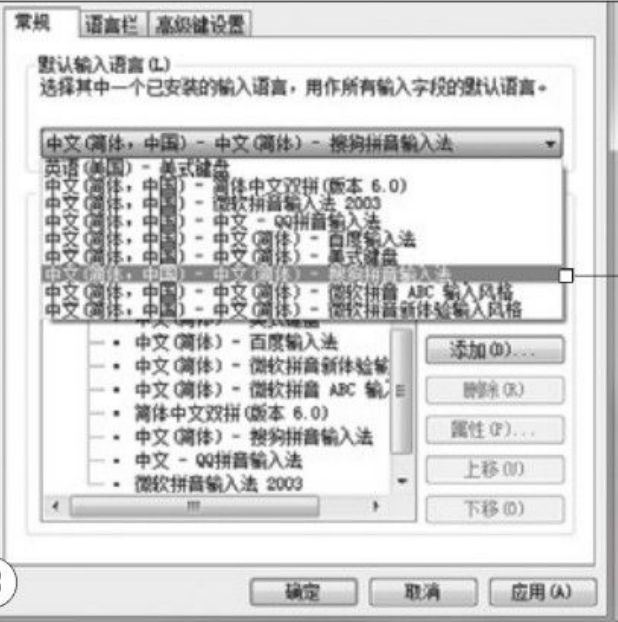 常规 语言栏 高级键设置
默认输入语言(L)
选择其中一个已安装的输入语言，用作所有输入字段的默认语言。
中文(简体，中国) - 中文(简体) - 搜狗拼音输入法
英语(美国) - 美式键盘
中文(简体，中国) - 简体中文双拼(版本 6.0)
中文(简体，中国) - 微软拼音输入法 2003
中文(简体，中国) - 中文 - QQ拼音输入法
中文(简体，中国) - 中文(简体) - 百度输入法
中文(简体，中国) - 中文(简体) - 美式键盘
中文(简体，中国) - 中文(简体) - 搜狗拼音输入法
中文(简体，中国) - 中文(简体) - 微软拼音 ABC 输入风格
中文(简体，中国) - 中文(简体) - 微软拼音新体验输入风格
中文(简体) - 美式键盘
中文(简体) - 百度输入法
中文(简体) - 微软拼音新体验输
中文(简体) - 微软拼音 ABC 输入
简体中文双拼(版本 6.0)
中文(简体) - 搜狗拼音输入法
中文 - QQ拼音输入法
微软拼音输入法 2003
添加(D)...
删除(R)
属性(P)...
上移(U)
下移(O)
确定 取消 应用(A)